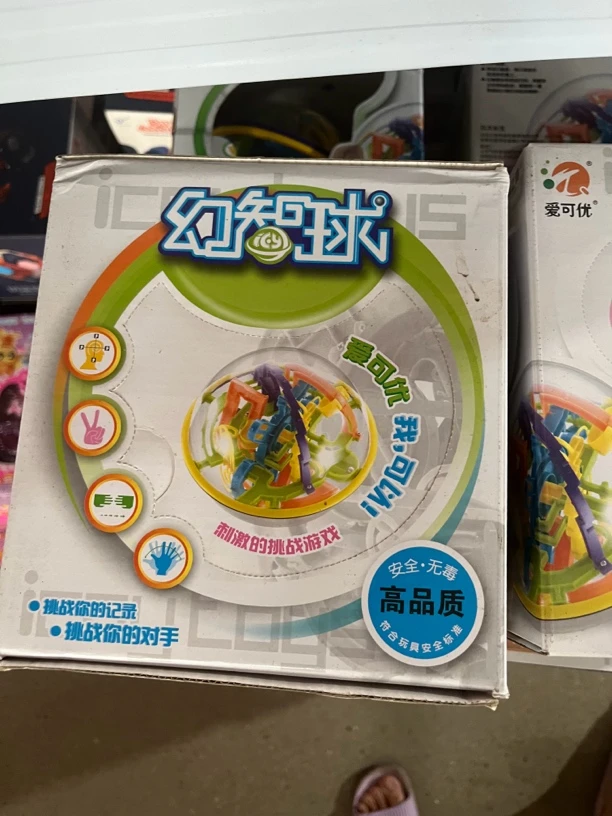 幻智球
icoy
爱可优 我·可以!
刺激的挑战游戏
• 挑战你的记录
• 挑战你的对手
安全·无毒
高品质
符合玩具安全标准
爱可优®